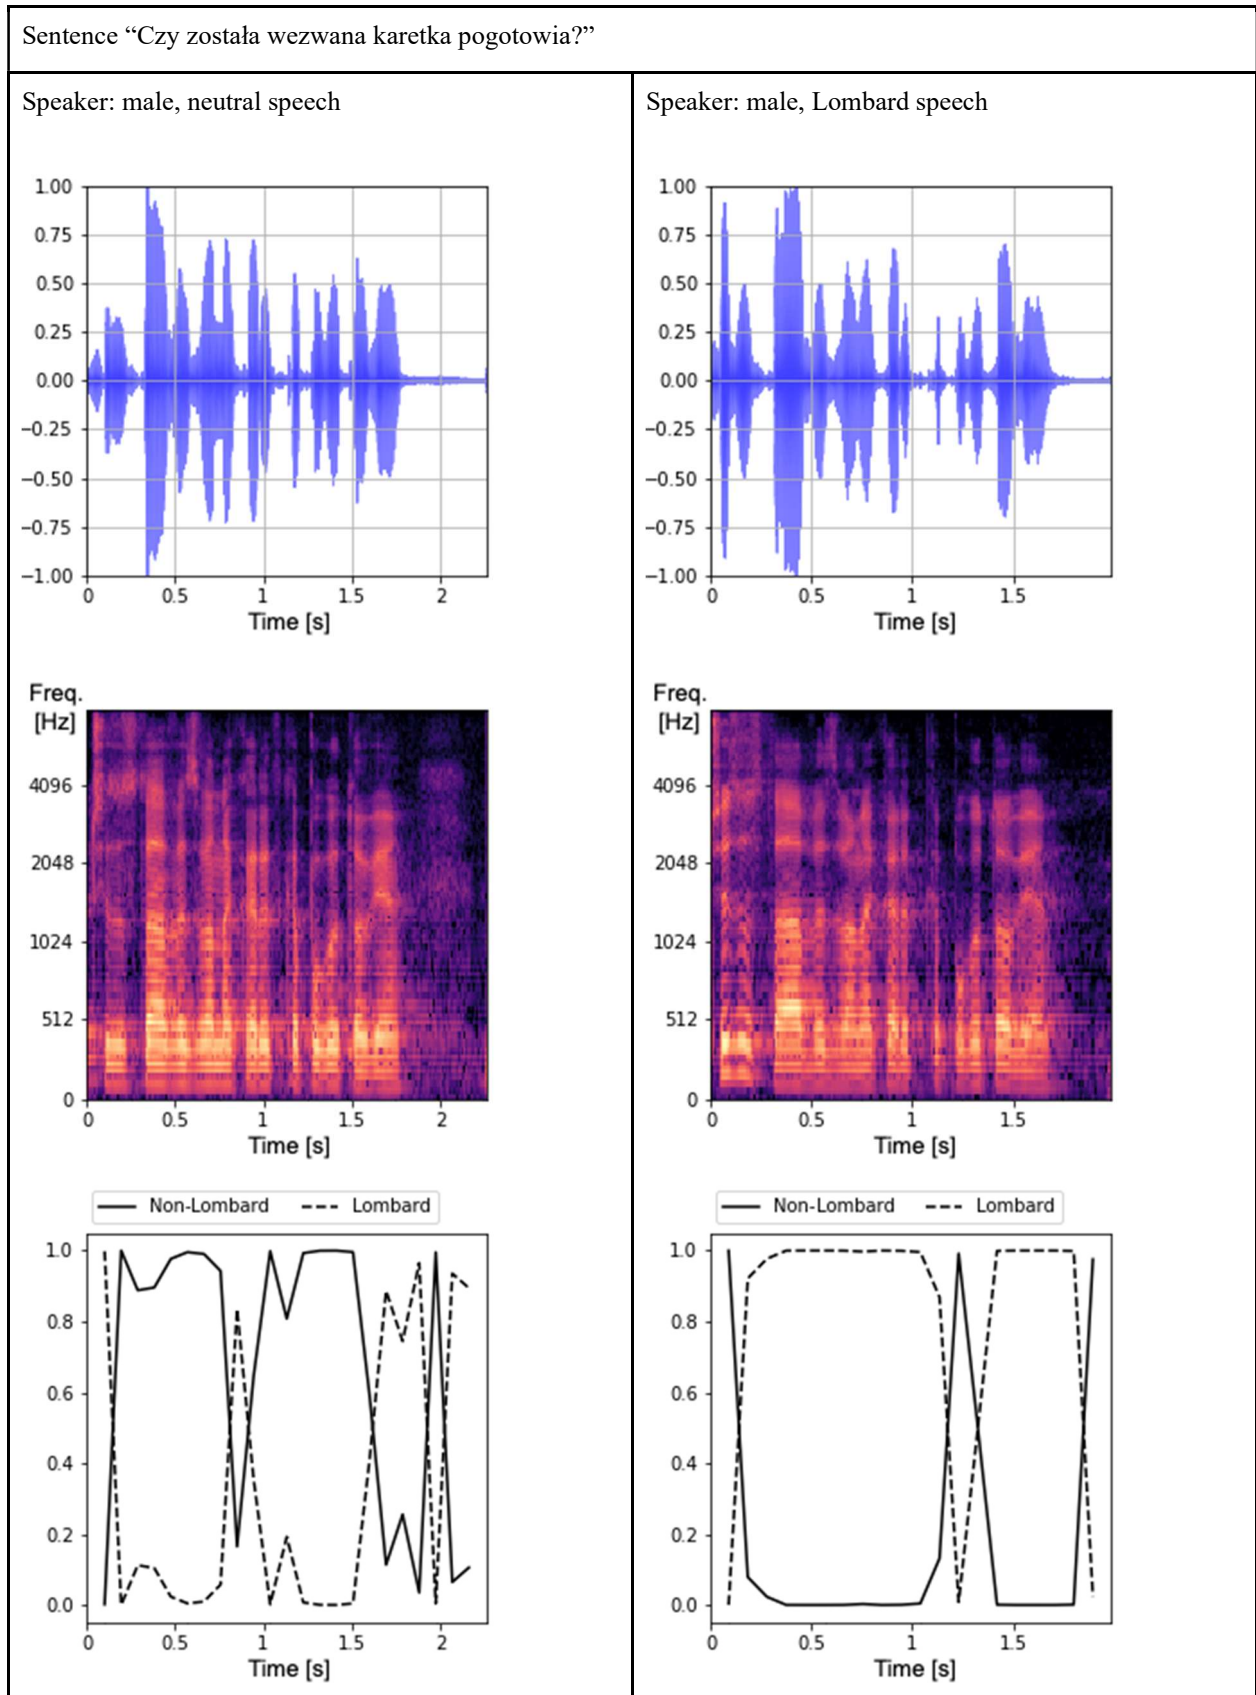 Sentence “Czy została wezwana karetka pogotowia?”
Speaker: male, neutral speech
1.00
0.75
0.50
0.25
0.00
−0.25
−0.50
−0.75
−1.00
0 0.5 1 1.5 2
Time [s]
Freq.
[Hz]
4096
2048
1024
512
0
0 0.5 1 1.5 2
Time [s]
Non-Lombard Lombard
1.0
0.8
0.6
0.4
0.2
0.0
0 0.5 1 1.5 2
Time [s]
Speaker: male, Lombard speech
1.00
0.75
0.50
0.25
0.00
−0.25
−0.50
−0.75
−1.00
0 0.5 1 1.5
Time [s]
Freq.
[Hz]
4096
2048
1024
512
0
0 0.5 1 1.5
Time [s]
Non-Lombard Lombard
1.0
0.8
0.6
0.4
0.2
0.0
0 0.5 1 1.5
Time [s]